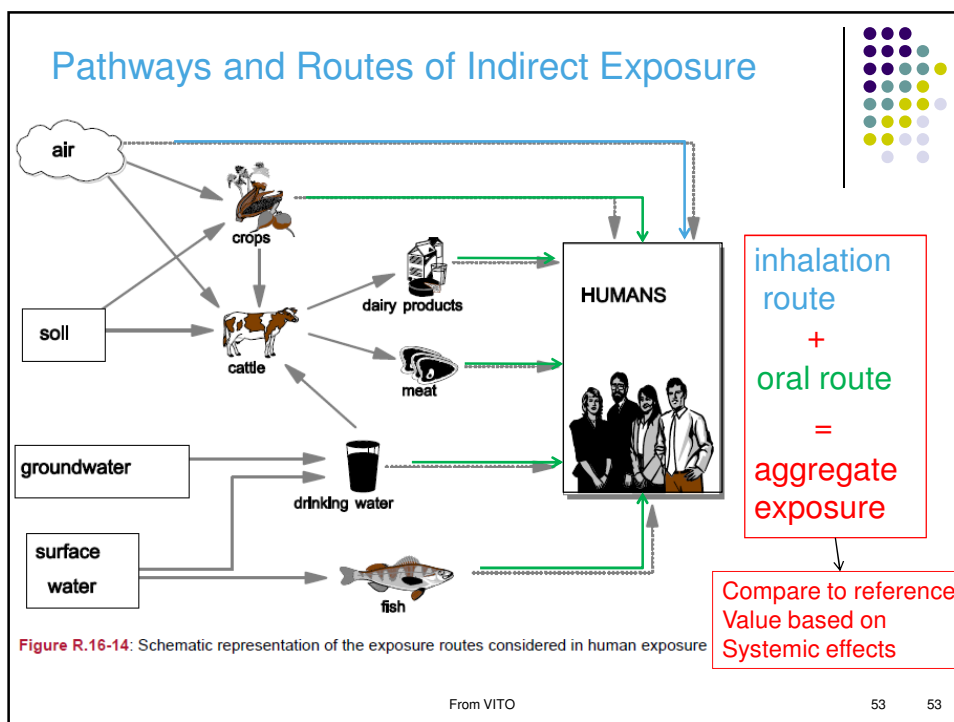 Pathways and Routes of Indirect Exposure
air
crops
dairy products
HUMANS
soil
cattle
meat
groundwater
drinking water
surface
water
fish
inhalation
route
+
oral route
=
aggregate
exposure
Compare to reference
Value based on
Systemic effects
Figure R.16-14: Schematic representation of the exposure routes considered in human exposure
From VITO
53
53